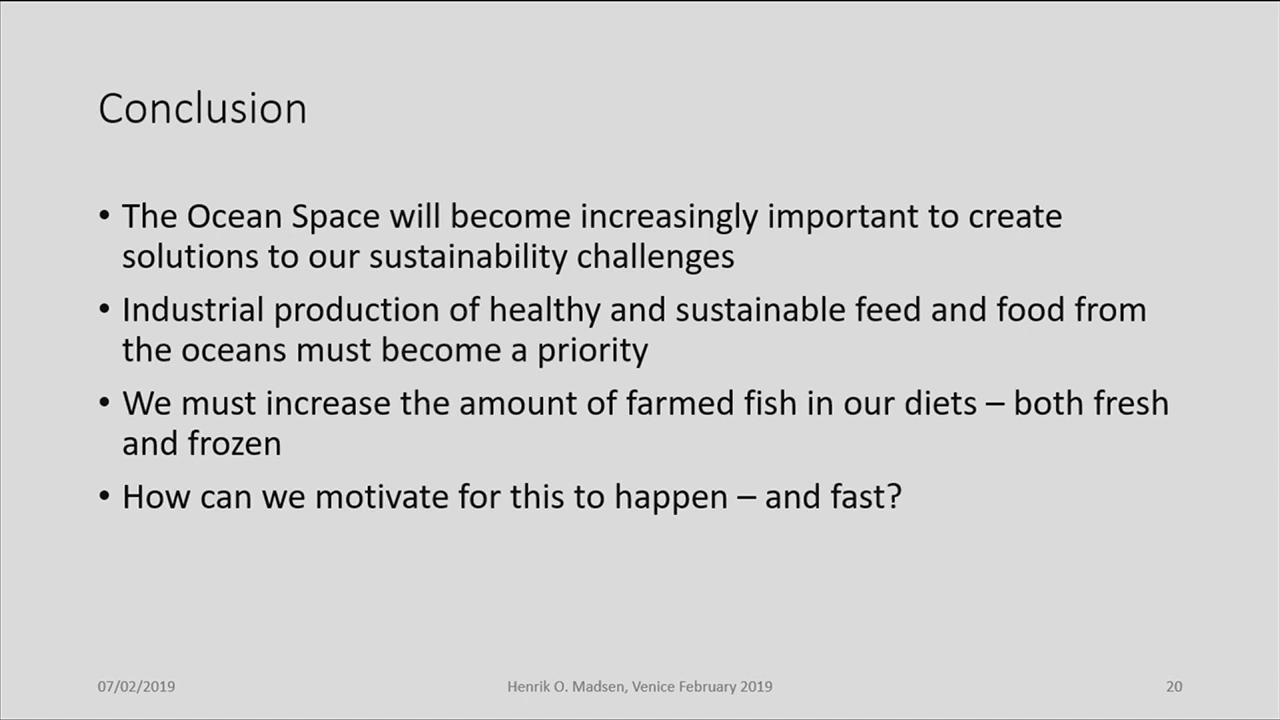 Conclusion
• The Ocean Space will become increasingly important to create
solutions to our sustainability challenges
• Industrial production of healthy and sustainable feed and food from
the oceans must become a priority
• We must increase the amount of farmed fish in our diets – both fresh
and frozen
• How can we motivate for this to happen – and fast?
07/02/2019
Henrik O. Madsen, Venice February 2019
20